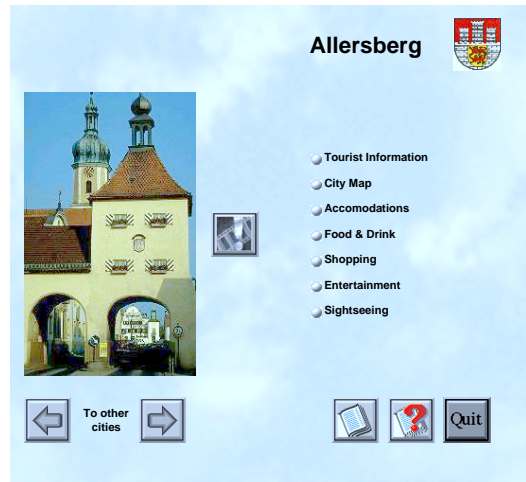 Allersberg
Tourist Information
City Map
Accomodations
Food & Drink
Shopping
Entertainment
Sightseeing
To other
cities
Quit